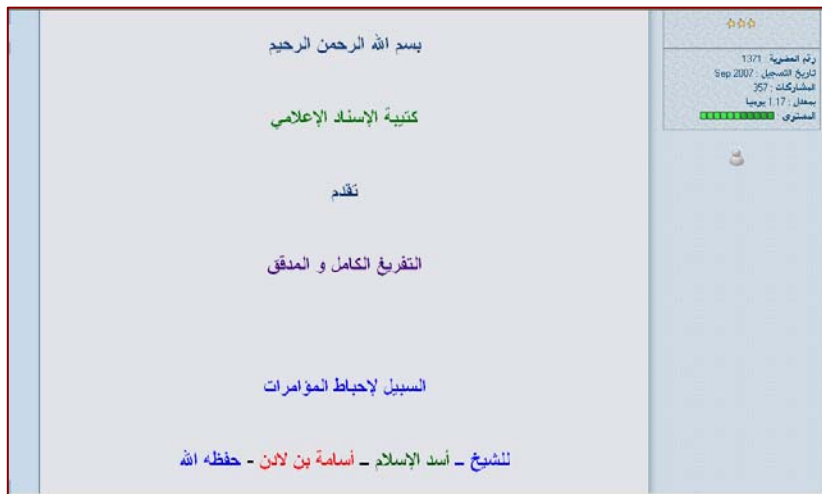 بسم الله الرحمن الرحيم
كتيبة الإسناد الإعلامي
تقدم
التفريغ الكامل و المدقق
السبيل لإحباط المؤامرات
للشيخ – أسد الإسلام – أسامة بن لادن - حفظه الله
رقم العضوية : 1371
تاريخ التسجيل : Sep 2007
المشاركات : 357
بمعدل : 1.17 يوميا
المستوى :